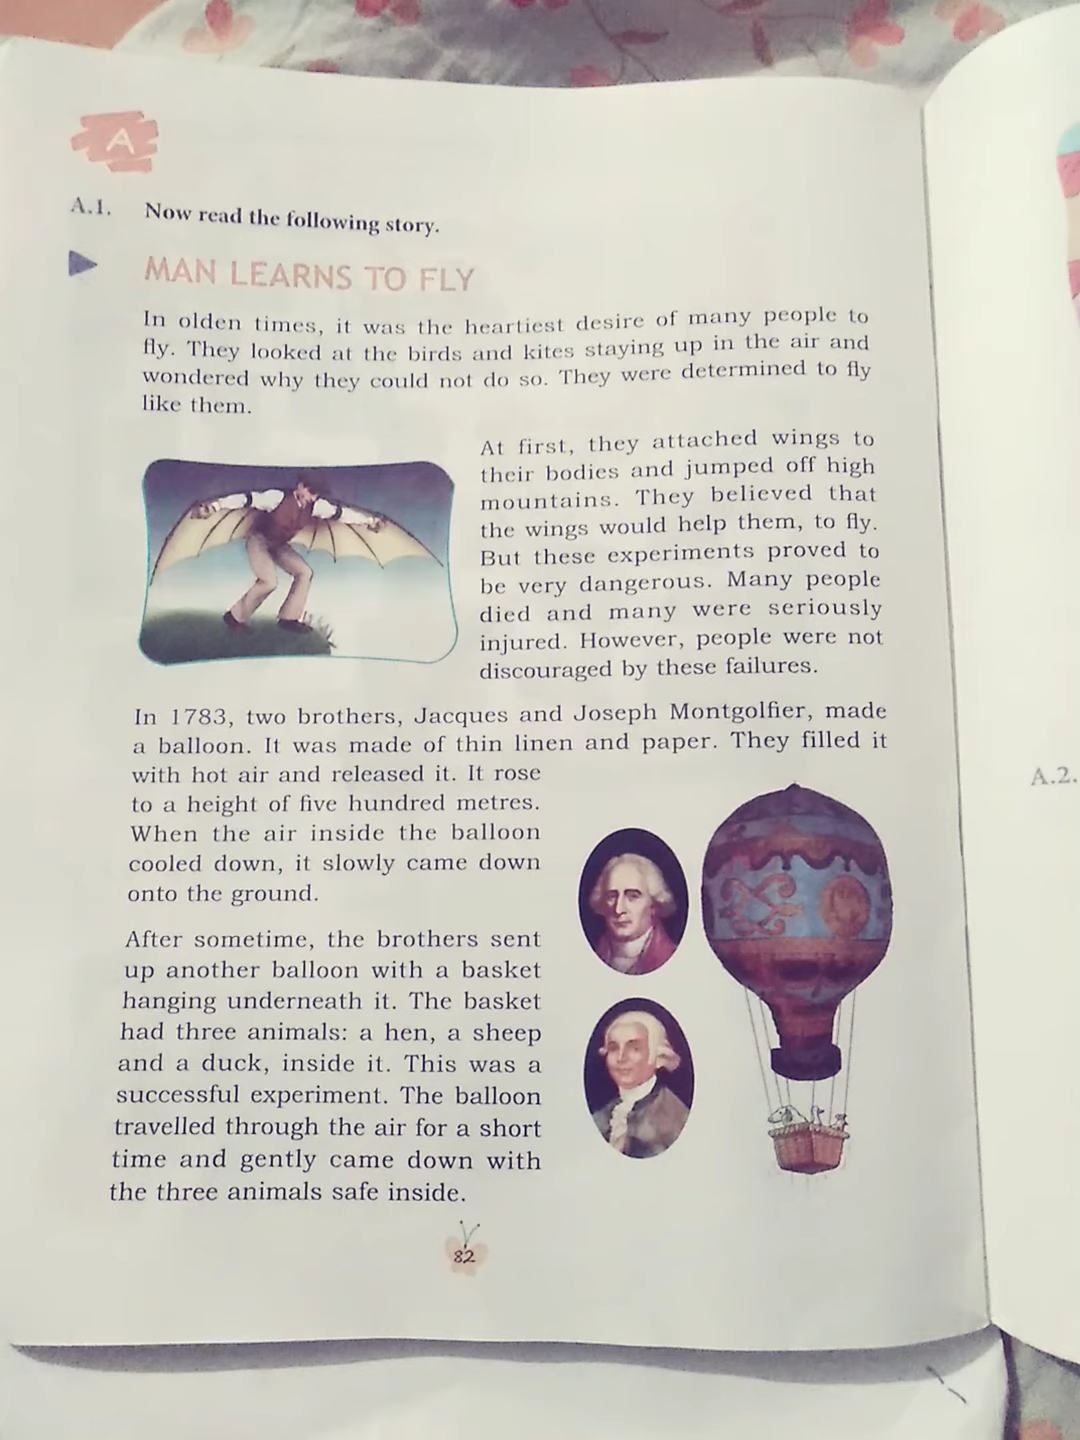 A
A.1. Now read the following story.
MAN LEARNS TO FLY
In olden times, it was the heartiest desire of many people to
fly. They looked at the birds and kites staying up in the air and
wondered why they could not do so. They were determined to fly
like them.
At first, they attached wings to
their bodies and jumped off high
mountains. They believed that
the wings would help them, to fly.
But these experiments proved to
be very dangerous. Many people
died and many were seriously
injured. However, people were not
discouraged by these failures.
In 1783, two brothers, Jacques and Joseph Montgolfier, made
a balloon. It was made of thin linen and paper. They filled it
with hot air and released it. It rose
to a height of five hundred metres.
When the air inside the balloon
cooled down, it slowly came down
onto the ground.
After sometime, the brothers sent
up another balloon with a basket
hanging underneath it. The basket
had three animals: a hen, a sheep
and a duck, inside it. This was a
successful experiment. The balloon
travelled through the air for a short
time and gently came down with
the three animals safe inside.
82
A.2.